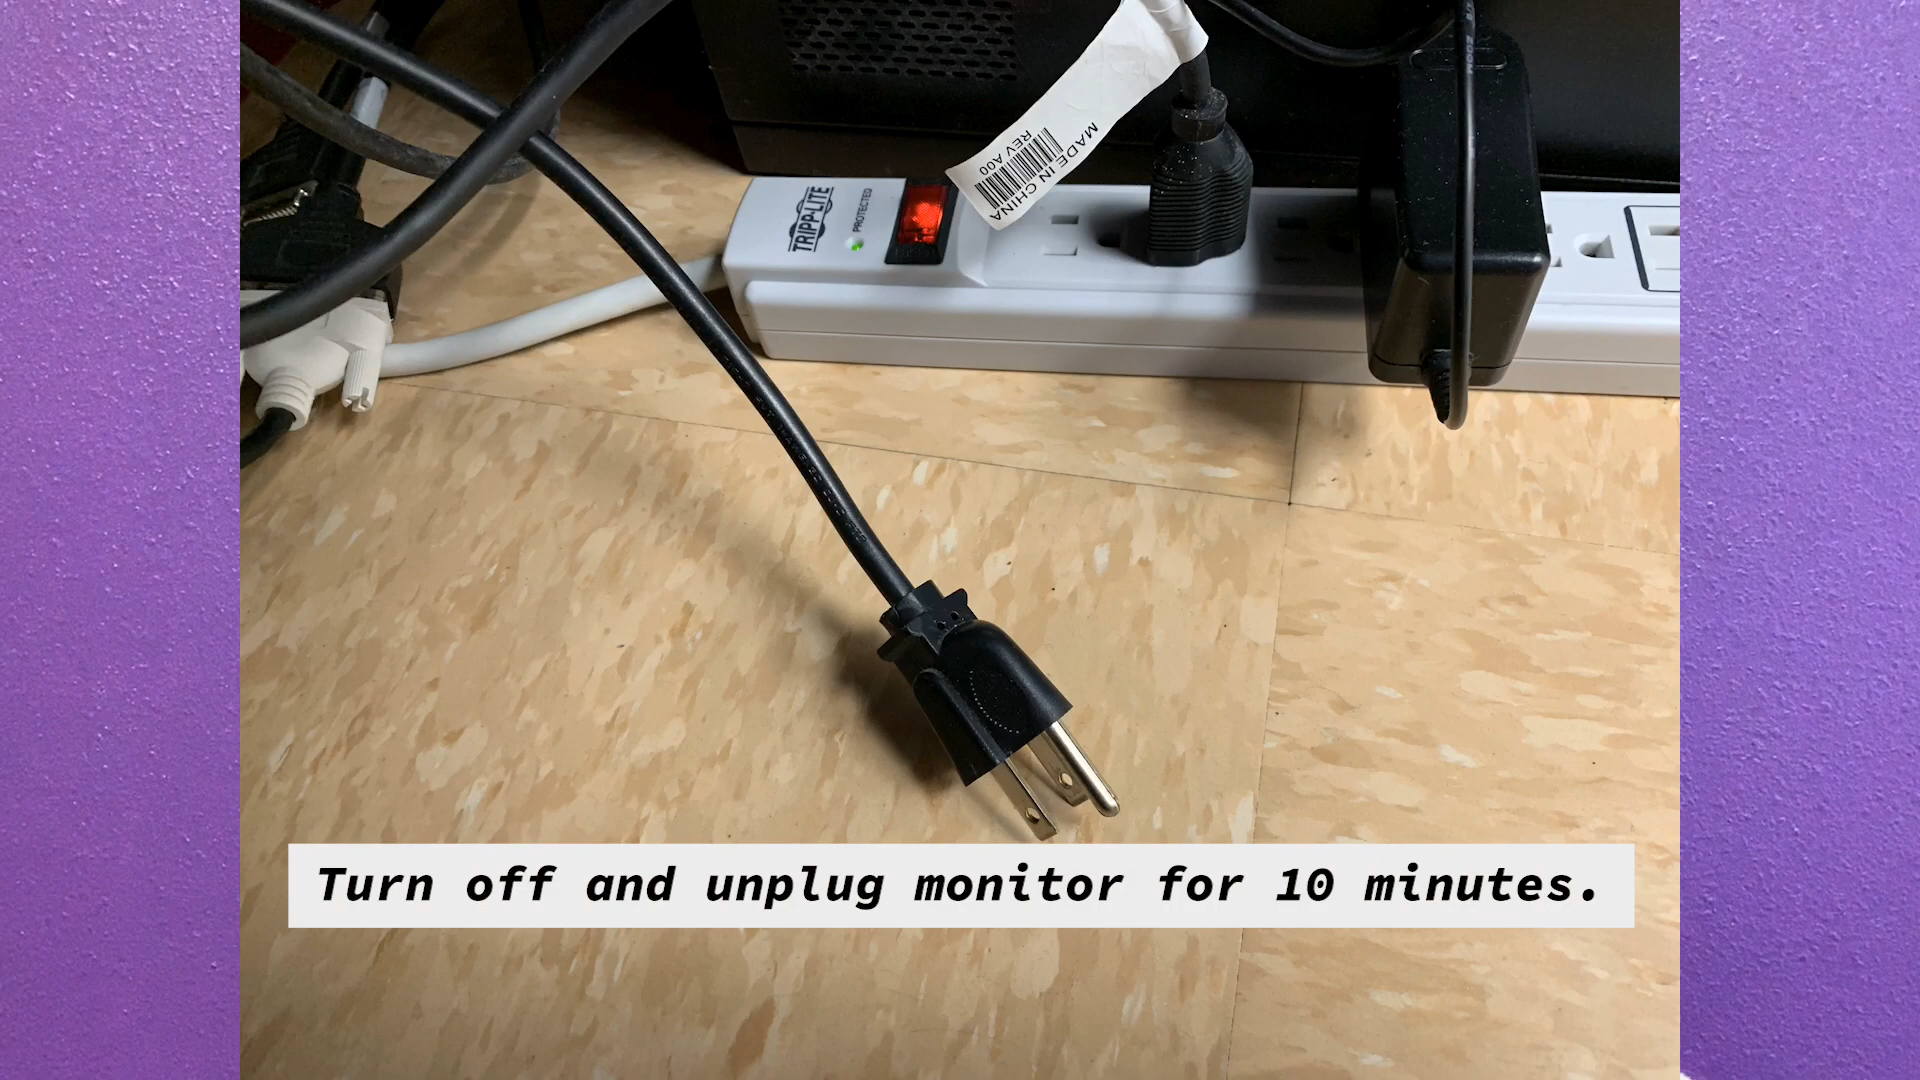 TRIPP-LITE
PROTECTED
MADE IN CHINA
REV A00
Turn off and unplug monitor for 10 minutes.